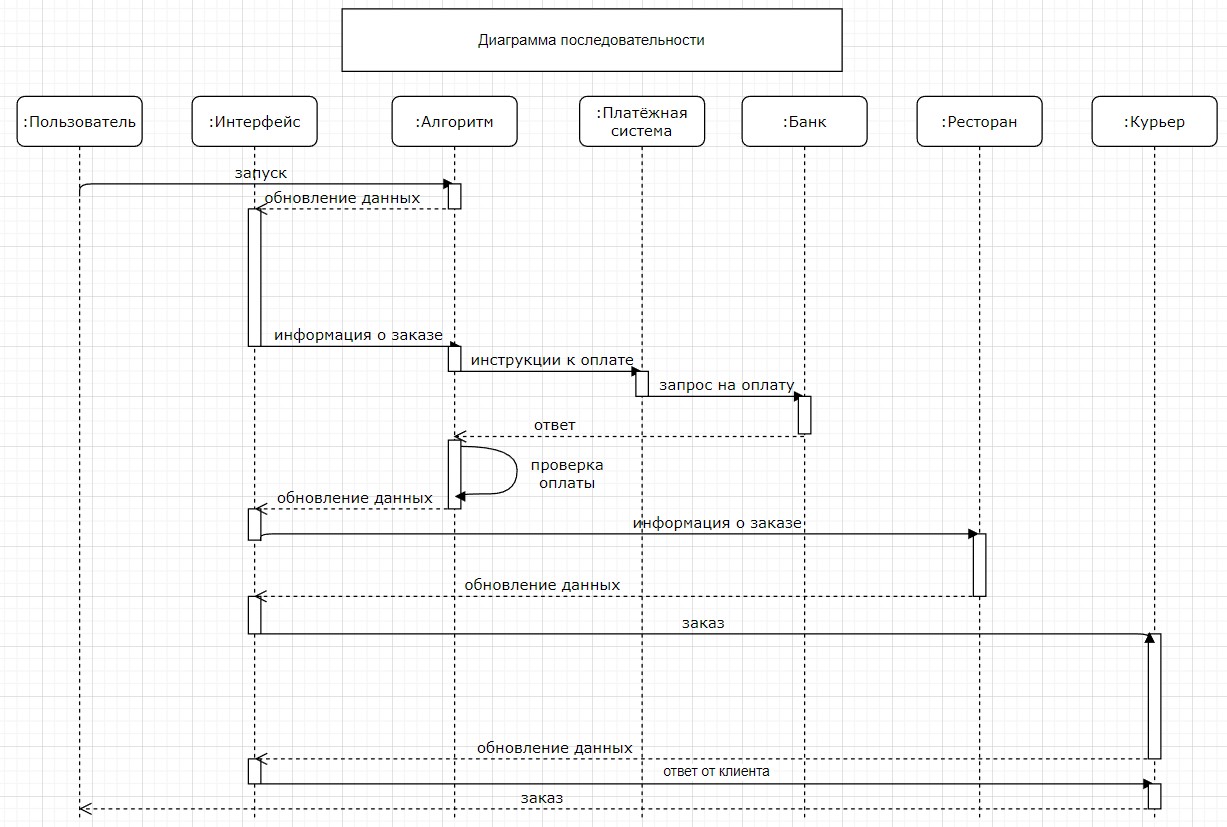 Диаграмма последовательности
:Пользователь
:Интерфейс
:Алгоритм
:Платёжная
система
:Банк
:Ресторан
:Курьер
запуск
обновление данных
информация о заказе
инструкции к оплате
запрос на оплату
ответ
проверка
оплаты
обновление данных
информация о заказе
обновление данных
заказ
обновление данных
ответ от клиента
заказ